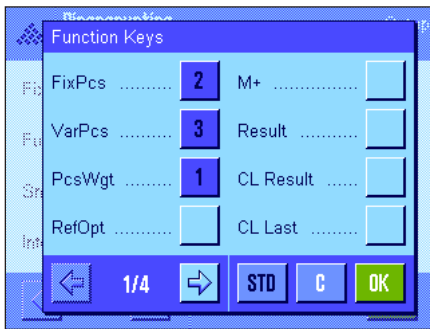 Function Keys
FixPcs .......... 2
M+ ................
VarPcs .......... 3
Result ...........
PcsWgt ......... 1
CL Result ......
RefOpt .........
CL Last .........
1/4
STD
C
OK